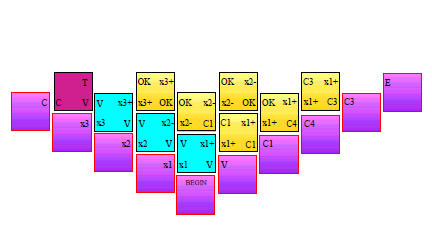 T
C V
C
x3
V x3+
x3 V
x2
OK x3+
x3+ OK
V x2-
x2 V
x1
OK x2-
x2- C1
V x1+
x1 V
BEGIN
OK x2-
x2- OK
C1 x1+
x1+ C1
V
OK x1+
x1+ C4
C1
C3 x1+
x1+ C3
C4
C3
E